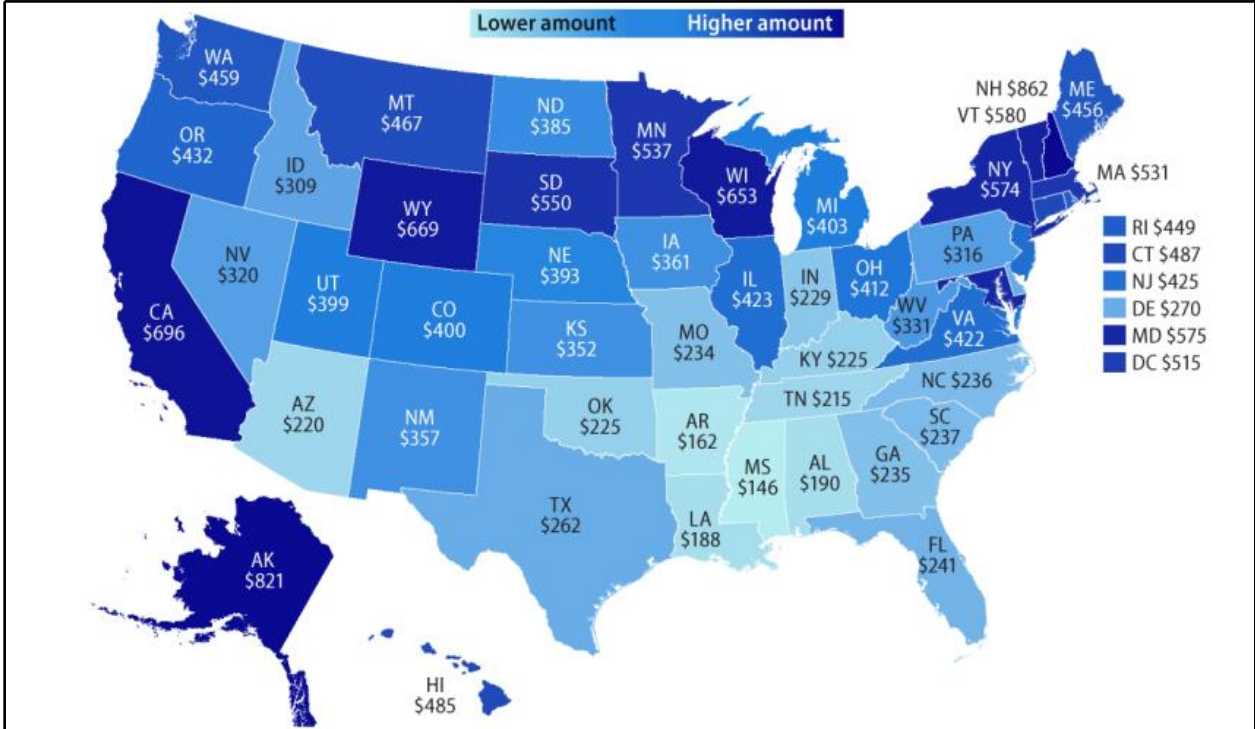 Lower amount Higher amount
WA
$459
OR
$432
CA
$696
NV
$320
ID
$309
MT
$467
WY
$669
UT
$399
AZ
$220
CO
$400
NM
$357
ND
$385
SD
$550
NE
$393
KS
$352
OK
$225
TX
$262
MN
$537
IA
$361
MO
$234
AR
$162
LA
$188
WI
$653
IL
$423
MS
$146
MI
$403
IN
$229
KY $225
TN $215
AL
$190
OH
$412
WV
$331
VA
$422
NC $236
SC
$237
GA
$235
FL
$241
PA
$316
NY
$574
NH $862
VT $580
ME
$456
MA $531
RI $449
CT $487
NJ $425
DE $270
MD $575
DC $515
AK
$821
HI
$485